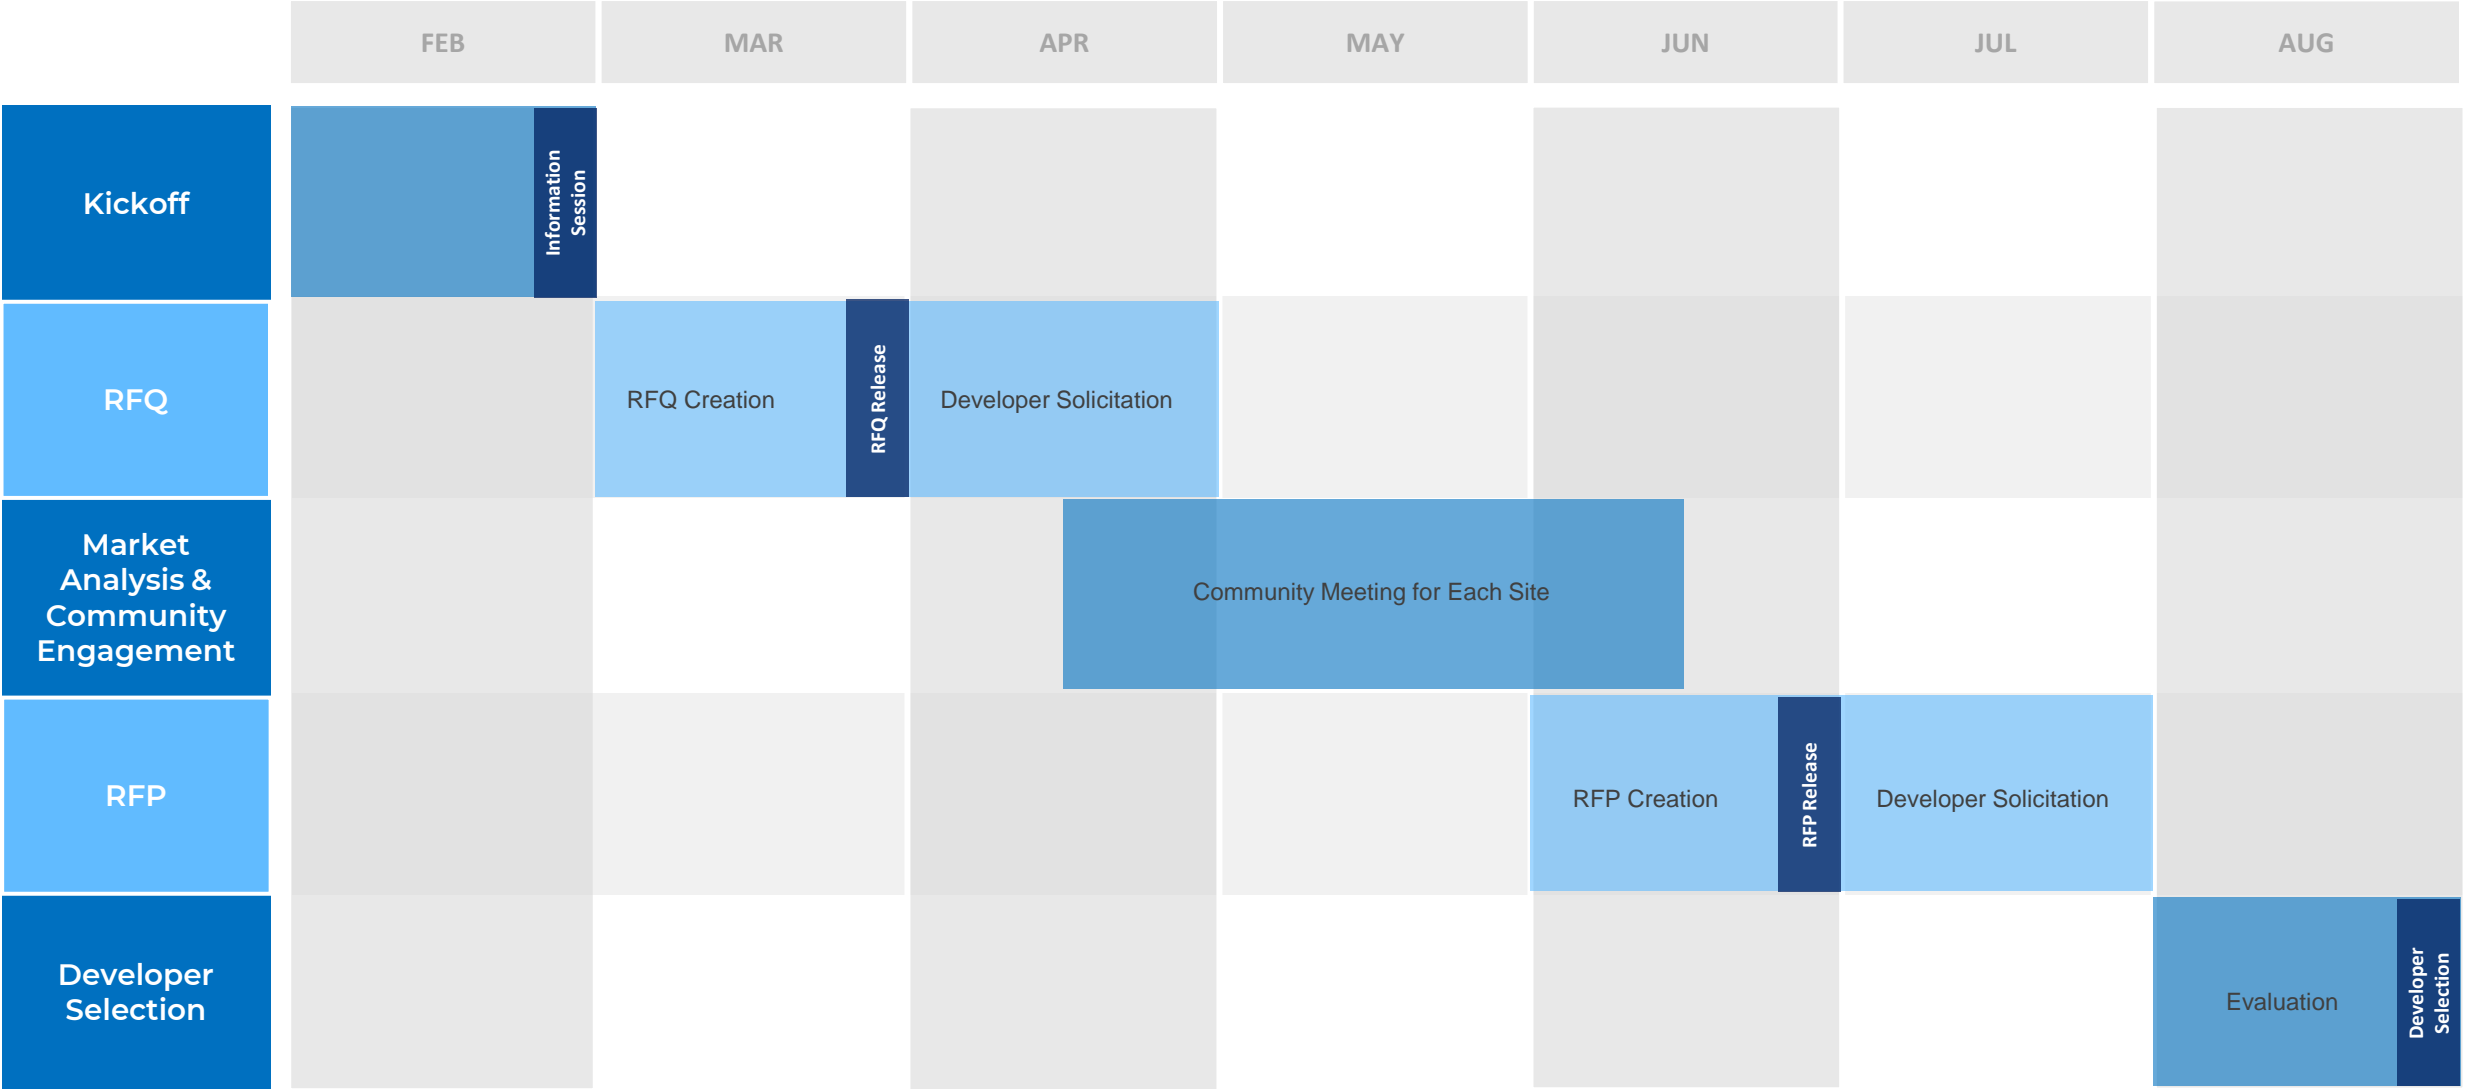 FEB MAR APR MAY JUN JUL AUG
Kickoff
Information
Session
RFQ
RFQ Creation
RFQ Release
Developer Solicitation
Market
Analysis &
Community
Engagement
Community Meeting for Each Site
RFP
RFP Creation
RFP Release
Developer Solicitation
Developer
Selection
Evaluation
Developer
Selection